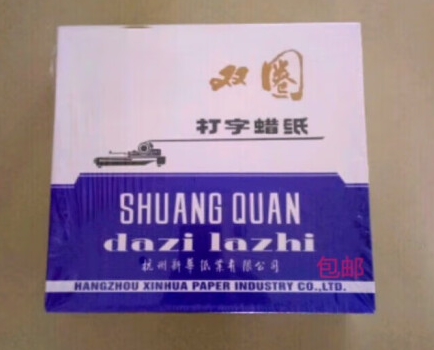 双圈
打字蜡纸
SHUANG QUAN
dazi lazhi
杭州新华纸业有限公司
包邮
HANGZHOU XINHUA PAPER INDUSTRY CO.,LTD.